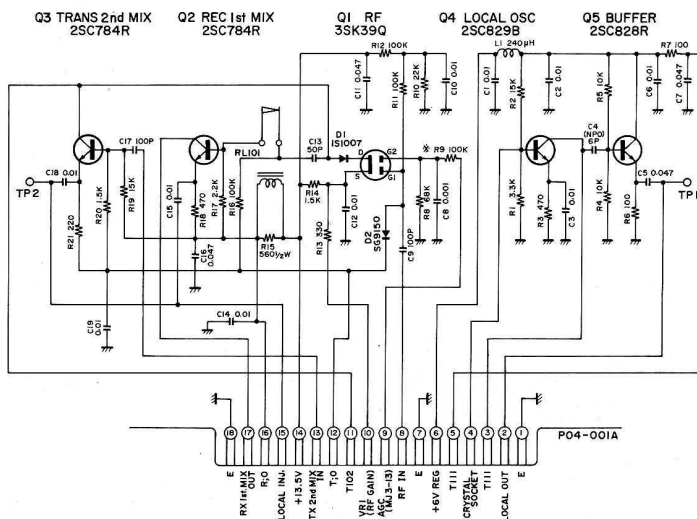 Q3 TRANS 2nd MIX
2SC784R
Q2 REC 1st MIX
2SC784R
Q1 RF
3SK39Q
Q4 LOCAL OSC
2SC829B
Q5 BUFFER
2SC828R
L1 240μH
R12 100K
R7 100
C11 0.047
R11 100K
R10 22K
C10 0.01
C1 0.01
R2 15K
C2 0.01
R5 10K
C6 0.01
C7 0.047
C17 100P
RL101
C13
50P
D1
1S1007
D
S
G2
G1
※ R9 100K
C4
(NP0)
6P
C18 0.01
TP2
R21 220
R20 1.5K
R19 15K
C15 0.01
R18 470
R17 2.2K
R16 100K
C16
0.047
R15
560 1/2W
R14
1.5K
R13 330
C12 0.01
D2
SG9150
C9 100P
R8 68K
C8 0.001
R1 3.3K
R3 470
C3 0.01
R4 10K
R6 100
C5 0.047
TP1
C19
0.01
C14 0.01
18 17 16 15 14 13 12 11 10 9 8 7 6 5 4 3 2 1
P04-001A
E
RX 1st. MIX
OUT
R;O
LOCAL INJ.
+13.5V
TX 2nd MIX
IN
T;O
T102
VR1
(RF GAIN)
AGC
(MJ3-13)
RF IN
E
+6V REG
T111
CRYSTAL
SOCKET
T111
LOCAL OUT
E